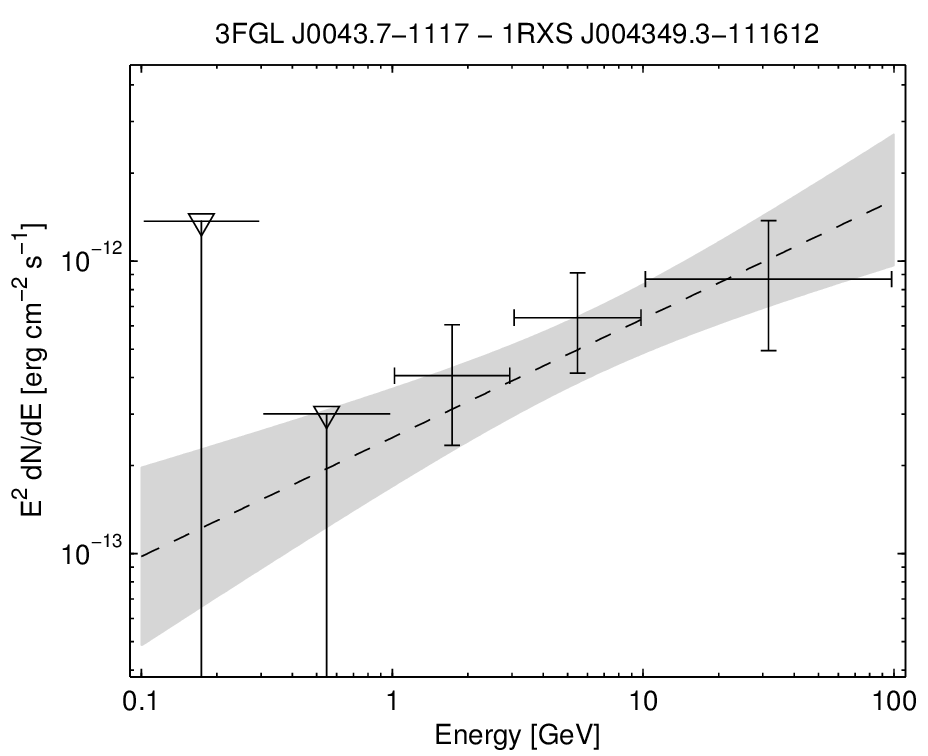 3FGL J0043.7−1117 − 1RXS J004349.3−111612
E² dN/dE [erg cm⁻² s⁻¹]
10⁻¹²
10⁻¹³
0.1 1 10 100
Energy [GeV]